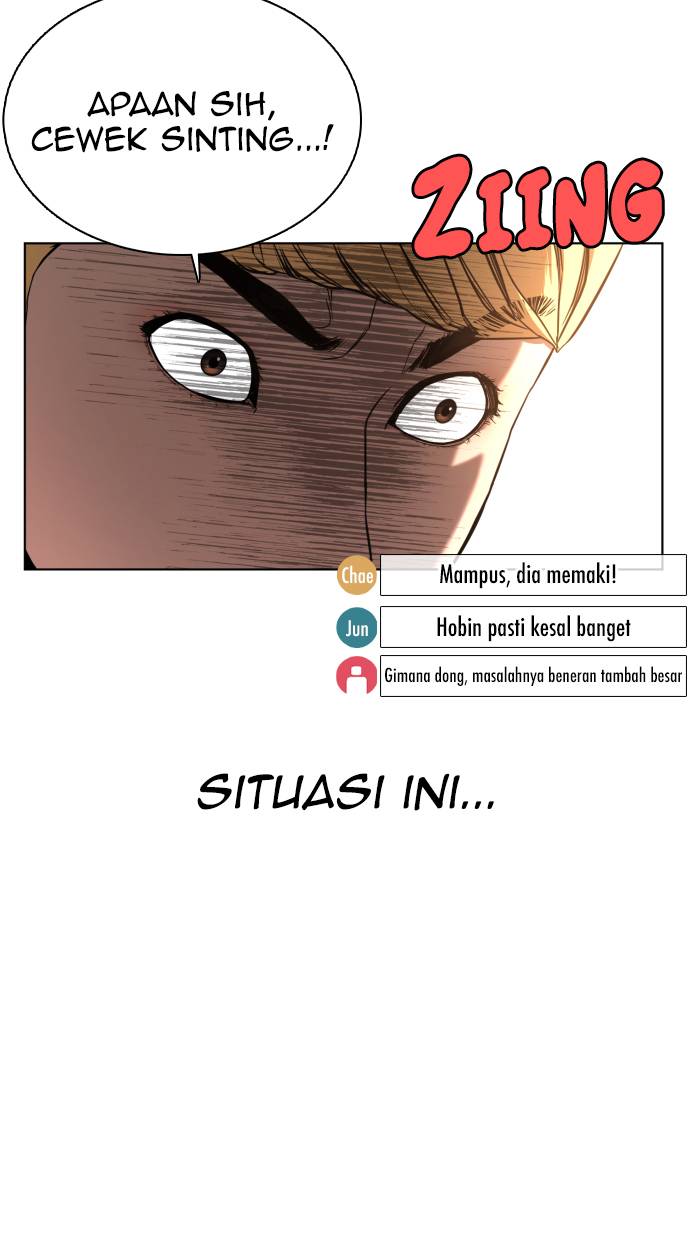 APAAN SIH,
CEWEK SINTING...!
ZIING
Chae Mampus, dia memaki!
Jun Hobin pasti kesal banget
Gimana dong, masalahnya beneran tambah besar
SITUASI INI...